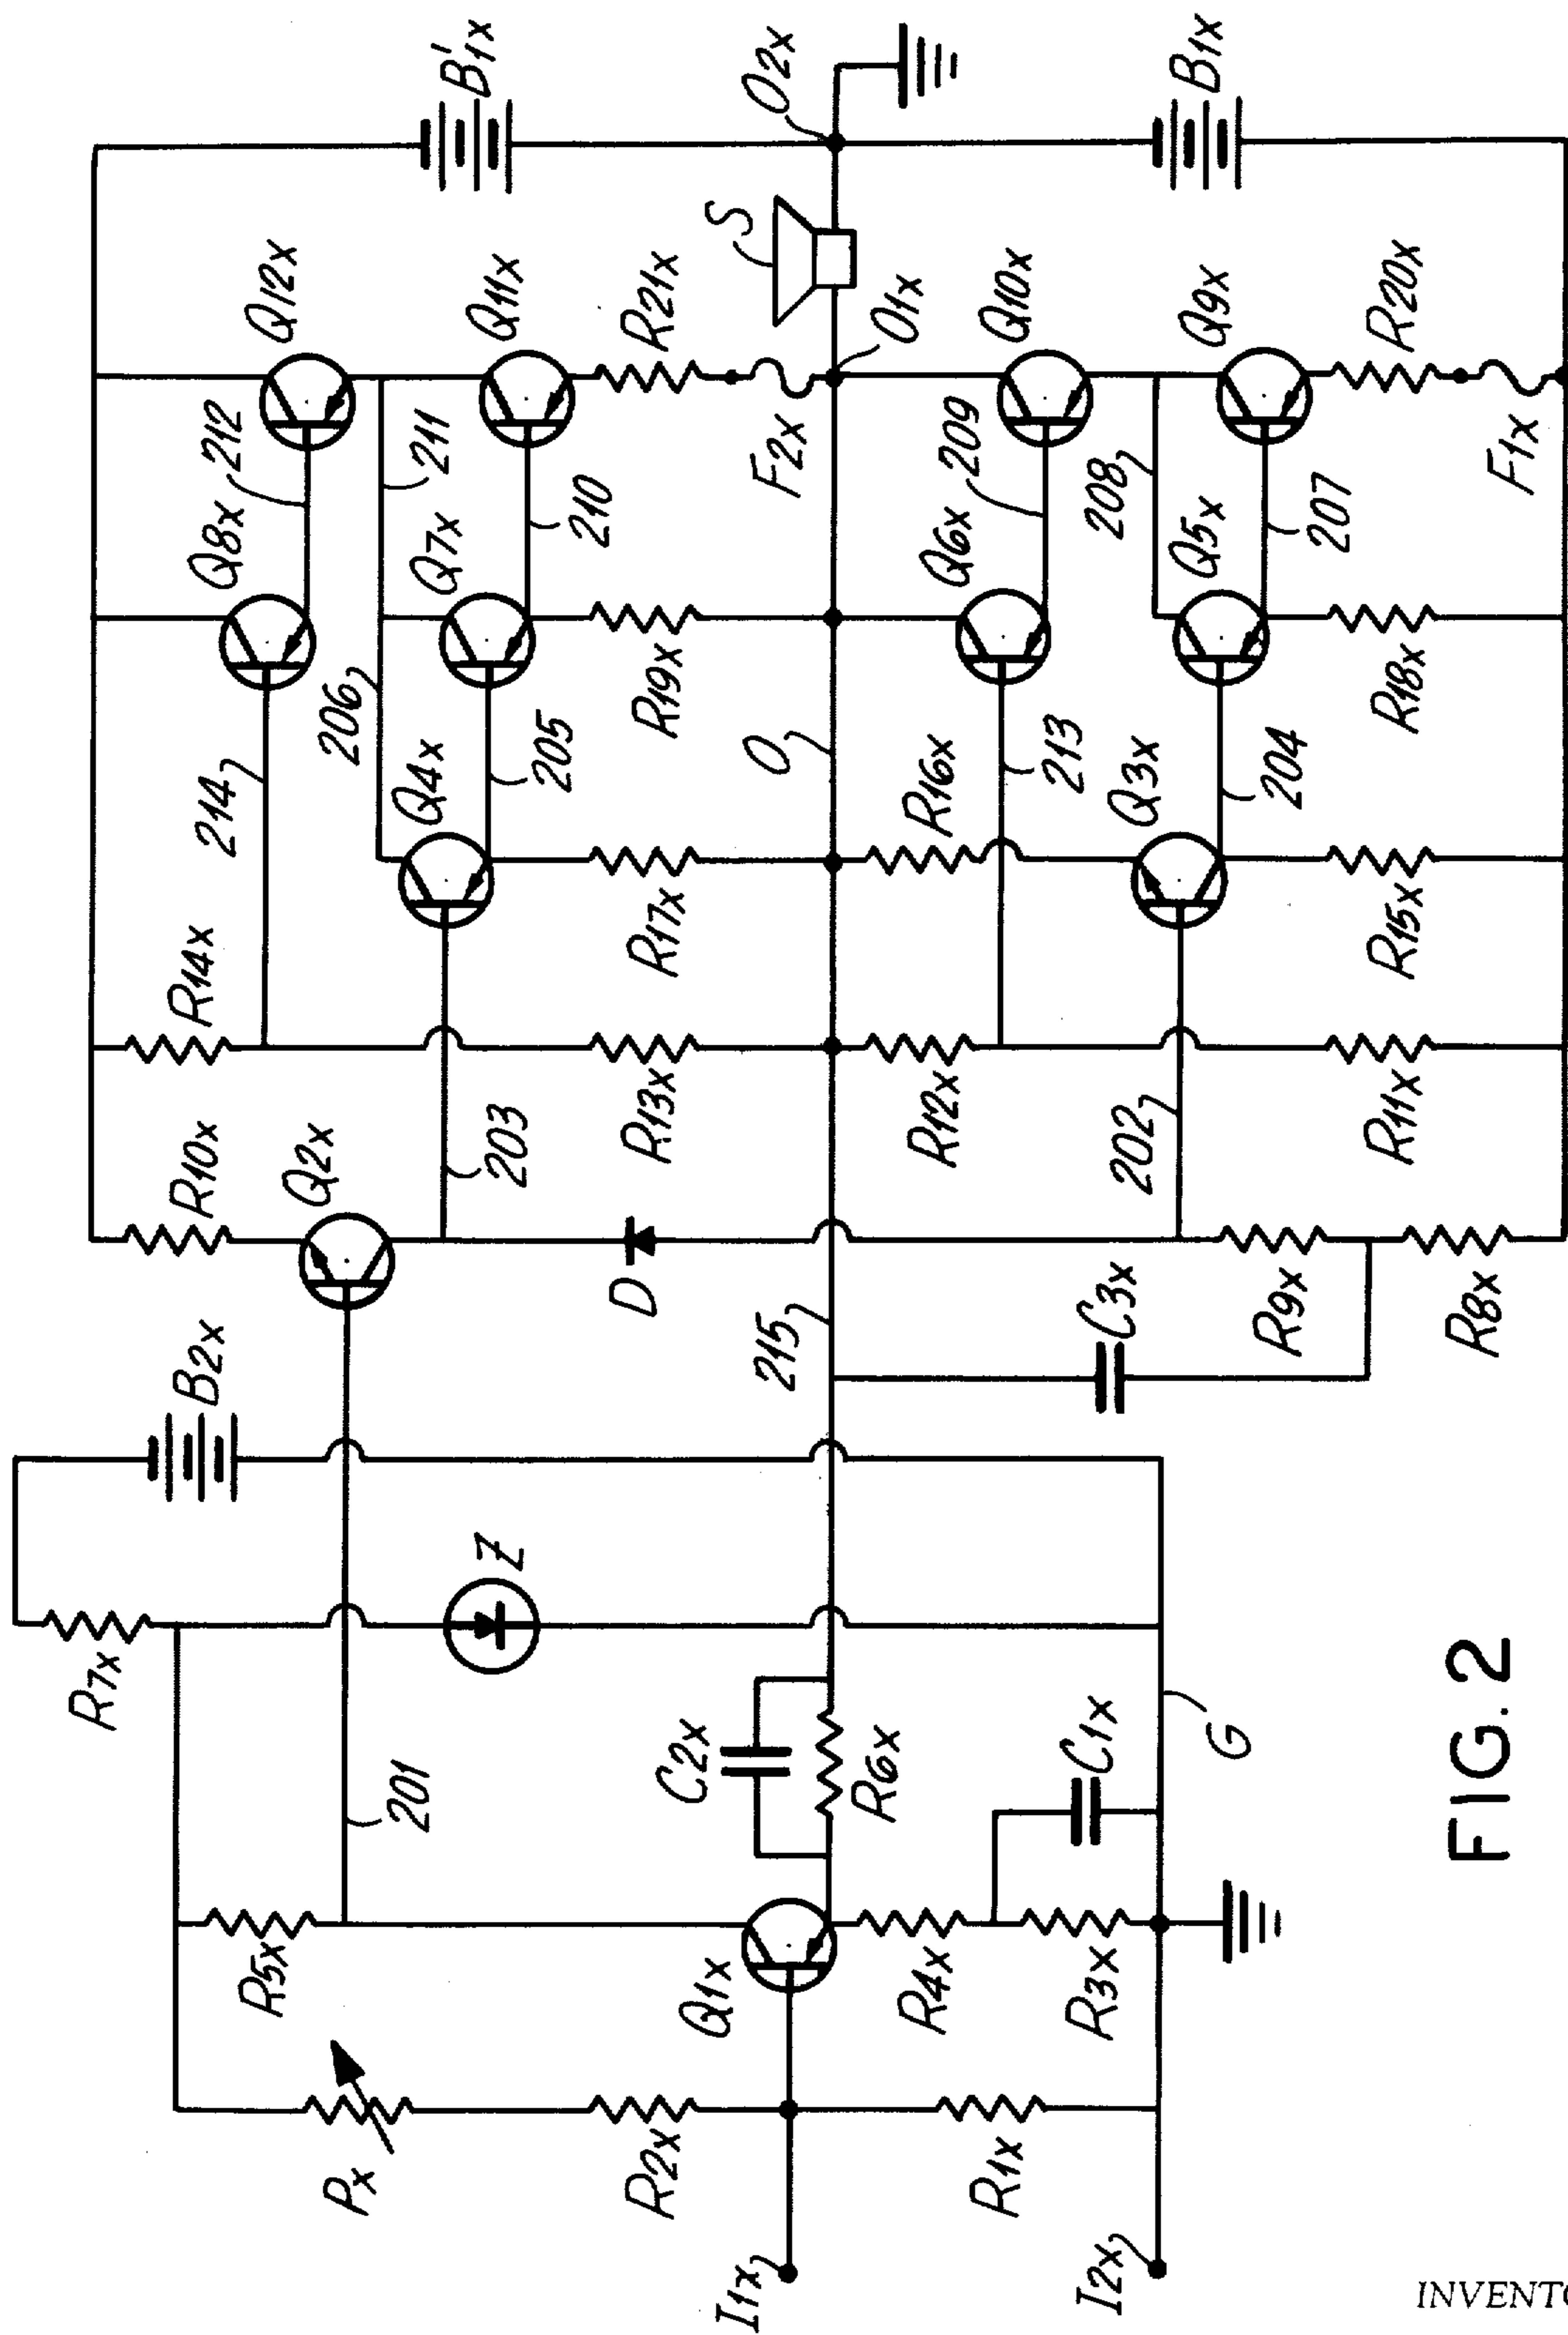 B'1x
O2x
B1x
S
Q12x
Q11x
R21x
O1x
Q10x
Q9x
R20x
212
211
F2x
209
208
F1x
Q8x
Q7x
210
Q6x
Q5x
207
206
R19x
R18x
214
Q4x
205
O
R16x
213
Q3x
204
R14x
R17x
R15x
R10x
Q2x
203
R13x
R12x
202
R11x
B2x
D
215
C3x
R9x
R8x
Z
R7x
201
C2x
R6x
C1x
G
R5x
Q1x
R4x
R3x
Px
R2x
R1x
I1x
I2x
FIG. 2